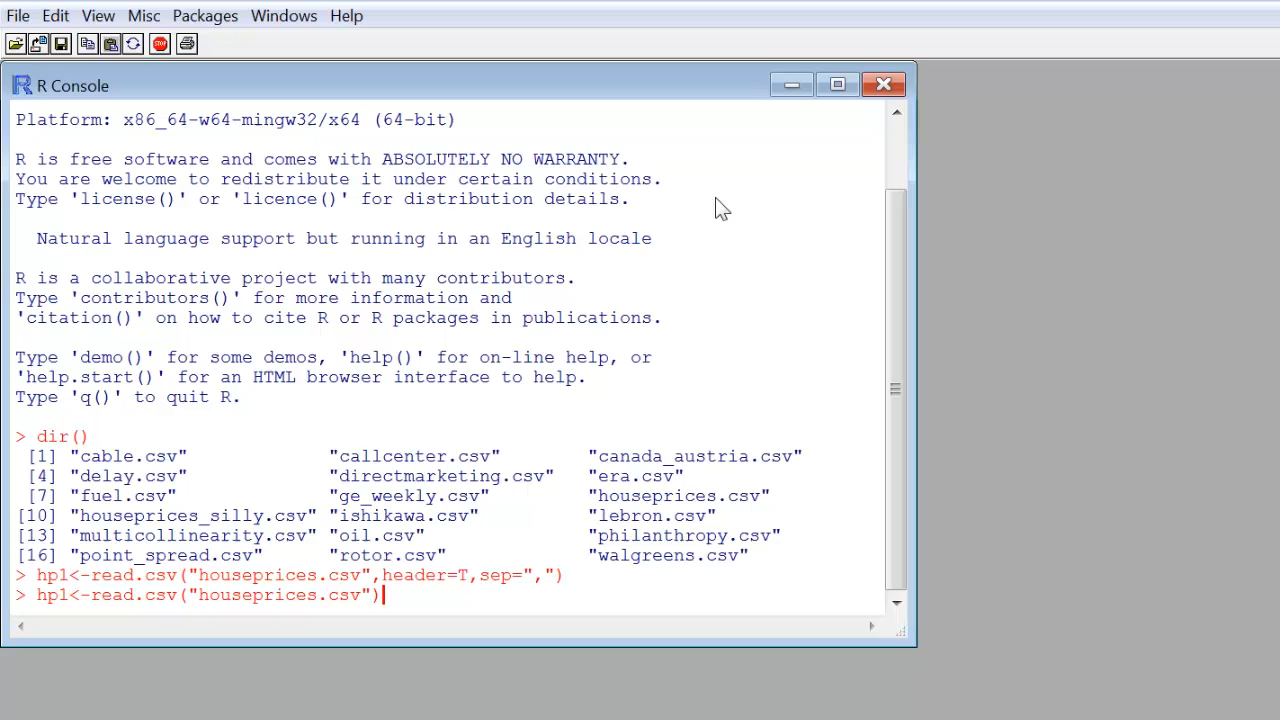 File Edit View Misc Packages Windows Help
STOP
R Console
Platform: x86_64-w64-mingw32/x64 (64-bit)
R is free software and comes with ABSOLUTELY NO WARRANTY.
You are welcome to redistribute it under certain conditions.
Type 'license()' or 'licence()' for distribution details.
Natural language support but running in an English locale
R is a collaborative project with many contributors.
Type 'contributors()' for more information and
'citation()' on how to cite R or R packages in publications.
Type 'demo()' for some demos, 'help()' for on-line help, or
'help.start()' for an HTML browser interface to help.
Type 'q()' to quit R.
> dir()
[1] "cable.csv" "callcenter.csv" "canada_austria.csv"
[4] "delay.csv" "directmarketing.csv" "era.csv"
[7] "fuel.csv" "ge_weekly.csv" "houseprices.csv"
[10] "houseprices_silly.csv" "ishikawa.csv" "lebron.csv"
[13] "multicollinearity.csv" "oil.csv" "philanthropy.csv"
[16] "point_spread.csv" "rotor.csv" "walgreens.csv"
> hp1<-read.csv("houseprices.csv",header=T,sep=",")
> hp1<-read.csv("houseprices.csv")